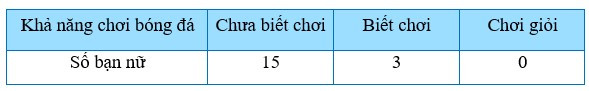 Khả năng chơi bóng đá Chưa biết chơi Biết chơi Chơi giỏi
Số bạn nữ 15 3 0